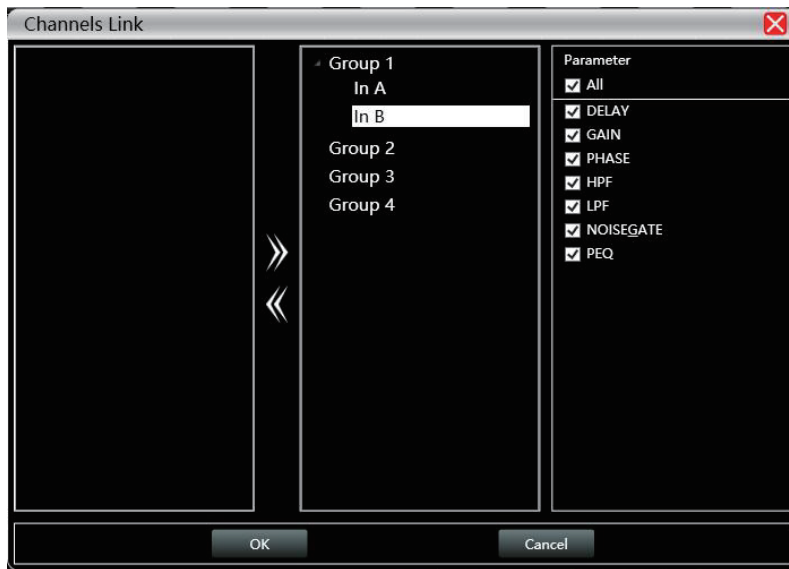 Channels Link
Group 1
In A
In B
Group 2
Group 3
Group 4
Parameter
All
DELAY
GAIN
PHASE
HPF
LPF
NOISEGATE
PEQ
OK
Cancel